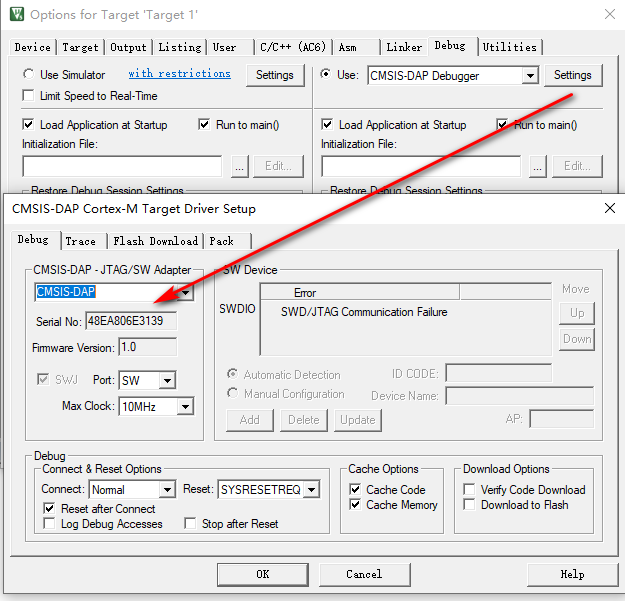 Options for Target 'Target 1'
Device Target Output Listing User C/C++ (AC6) Asm Linker Debug Utilities
Use Simulator with restrictions Settings Use: CMSIS-DAP Debugger Settings
Limit Speed to Real-Time
Load Application at Startup Run to main() Load Application at Startup Run to main()
Initialization File: Initialization File:
... Edit... ... Edit...
Restore Debug Session Settings Restore Debug Session Settings
CMSIS-DAP Cortex-M Target Driver Setup
Debug Trace Flash Download Pack
CMSIS-DAP - JTAG/SW Adapter SW Device
CMSIS-DAP Error Move
SWDIO SWD/JTAG Communication Failure Up
Serial No: 48EA806E3139
Firmware Version: 1.0 Down
SWJ Port: SW Automatic Detection ID CODE:
Manual Configuration Device Name:
Max Clock: 10MHz Add Delete Update AP:
Debug
Connect & Reset Options Cache Options Download Options
Connect: Normal Reset: SYSRESETREQ Cache Code Verify Code Download
Reset after Connect Cache Memory Download to Flash
Log Debug Accesses Stop after Reset
OK Cancel Help